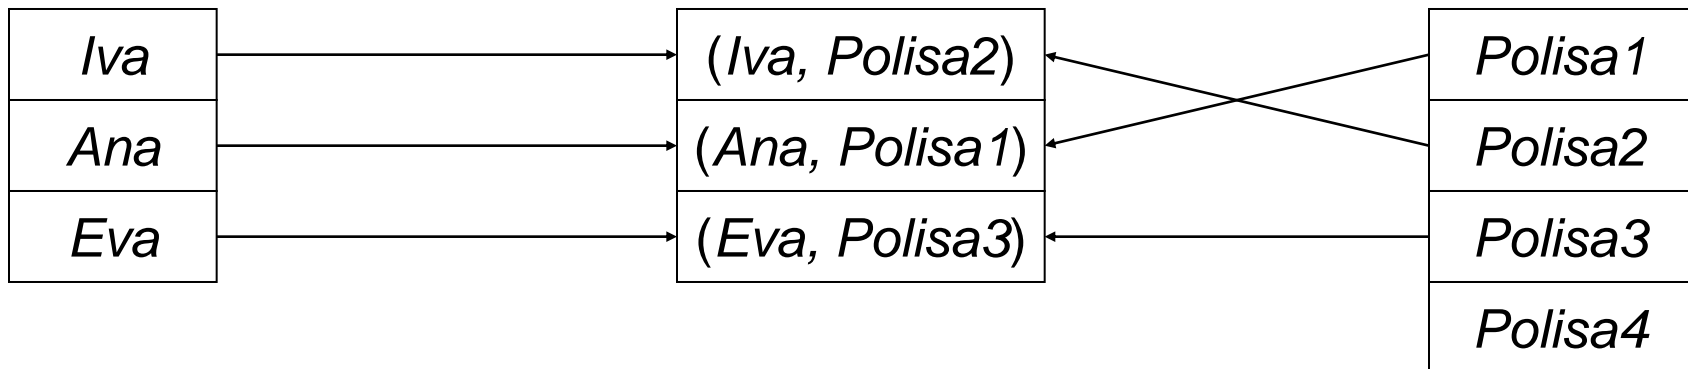 Iva
Ana
Eva
(Iva, Polisa2)
(Ana, Polisa1)
(Eva, Polisa3)
Polisa1
Polisa2
Polisa3
Polisa4